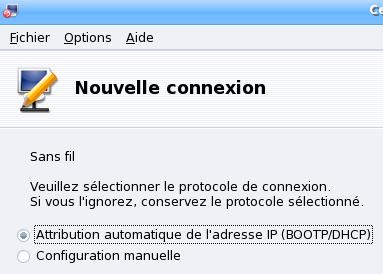 Ce
Fichier Options Aide
Nouvelle connexion
Sans fil
Veuillez sélectionner le protocole de connexion.
Si vous l'ignorez, conservez le protocole sélectionné.
Attribution automatique de l'adresse IP (BOOTP/DHCP)
Configuration manuelle